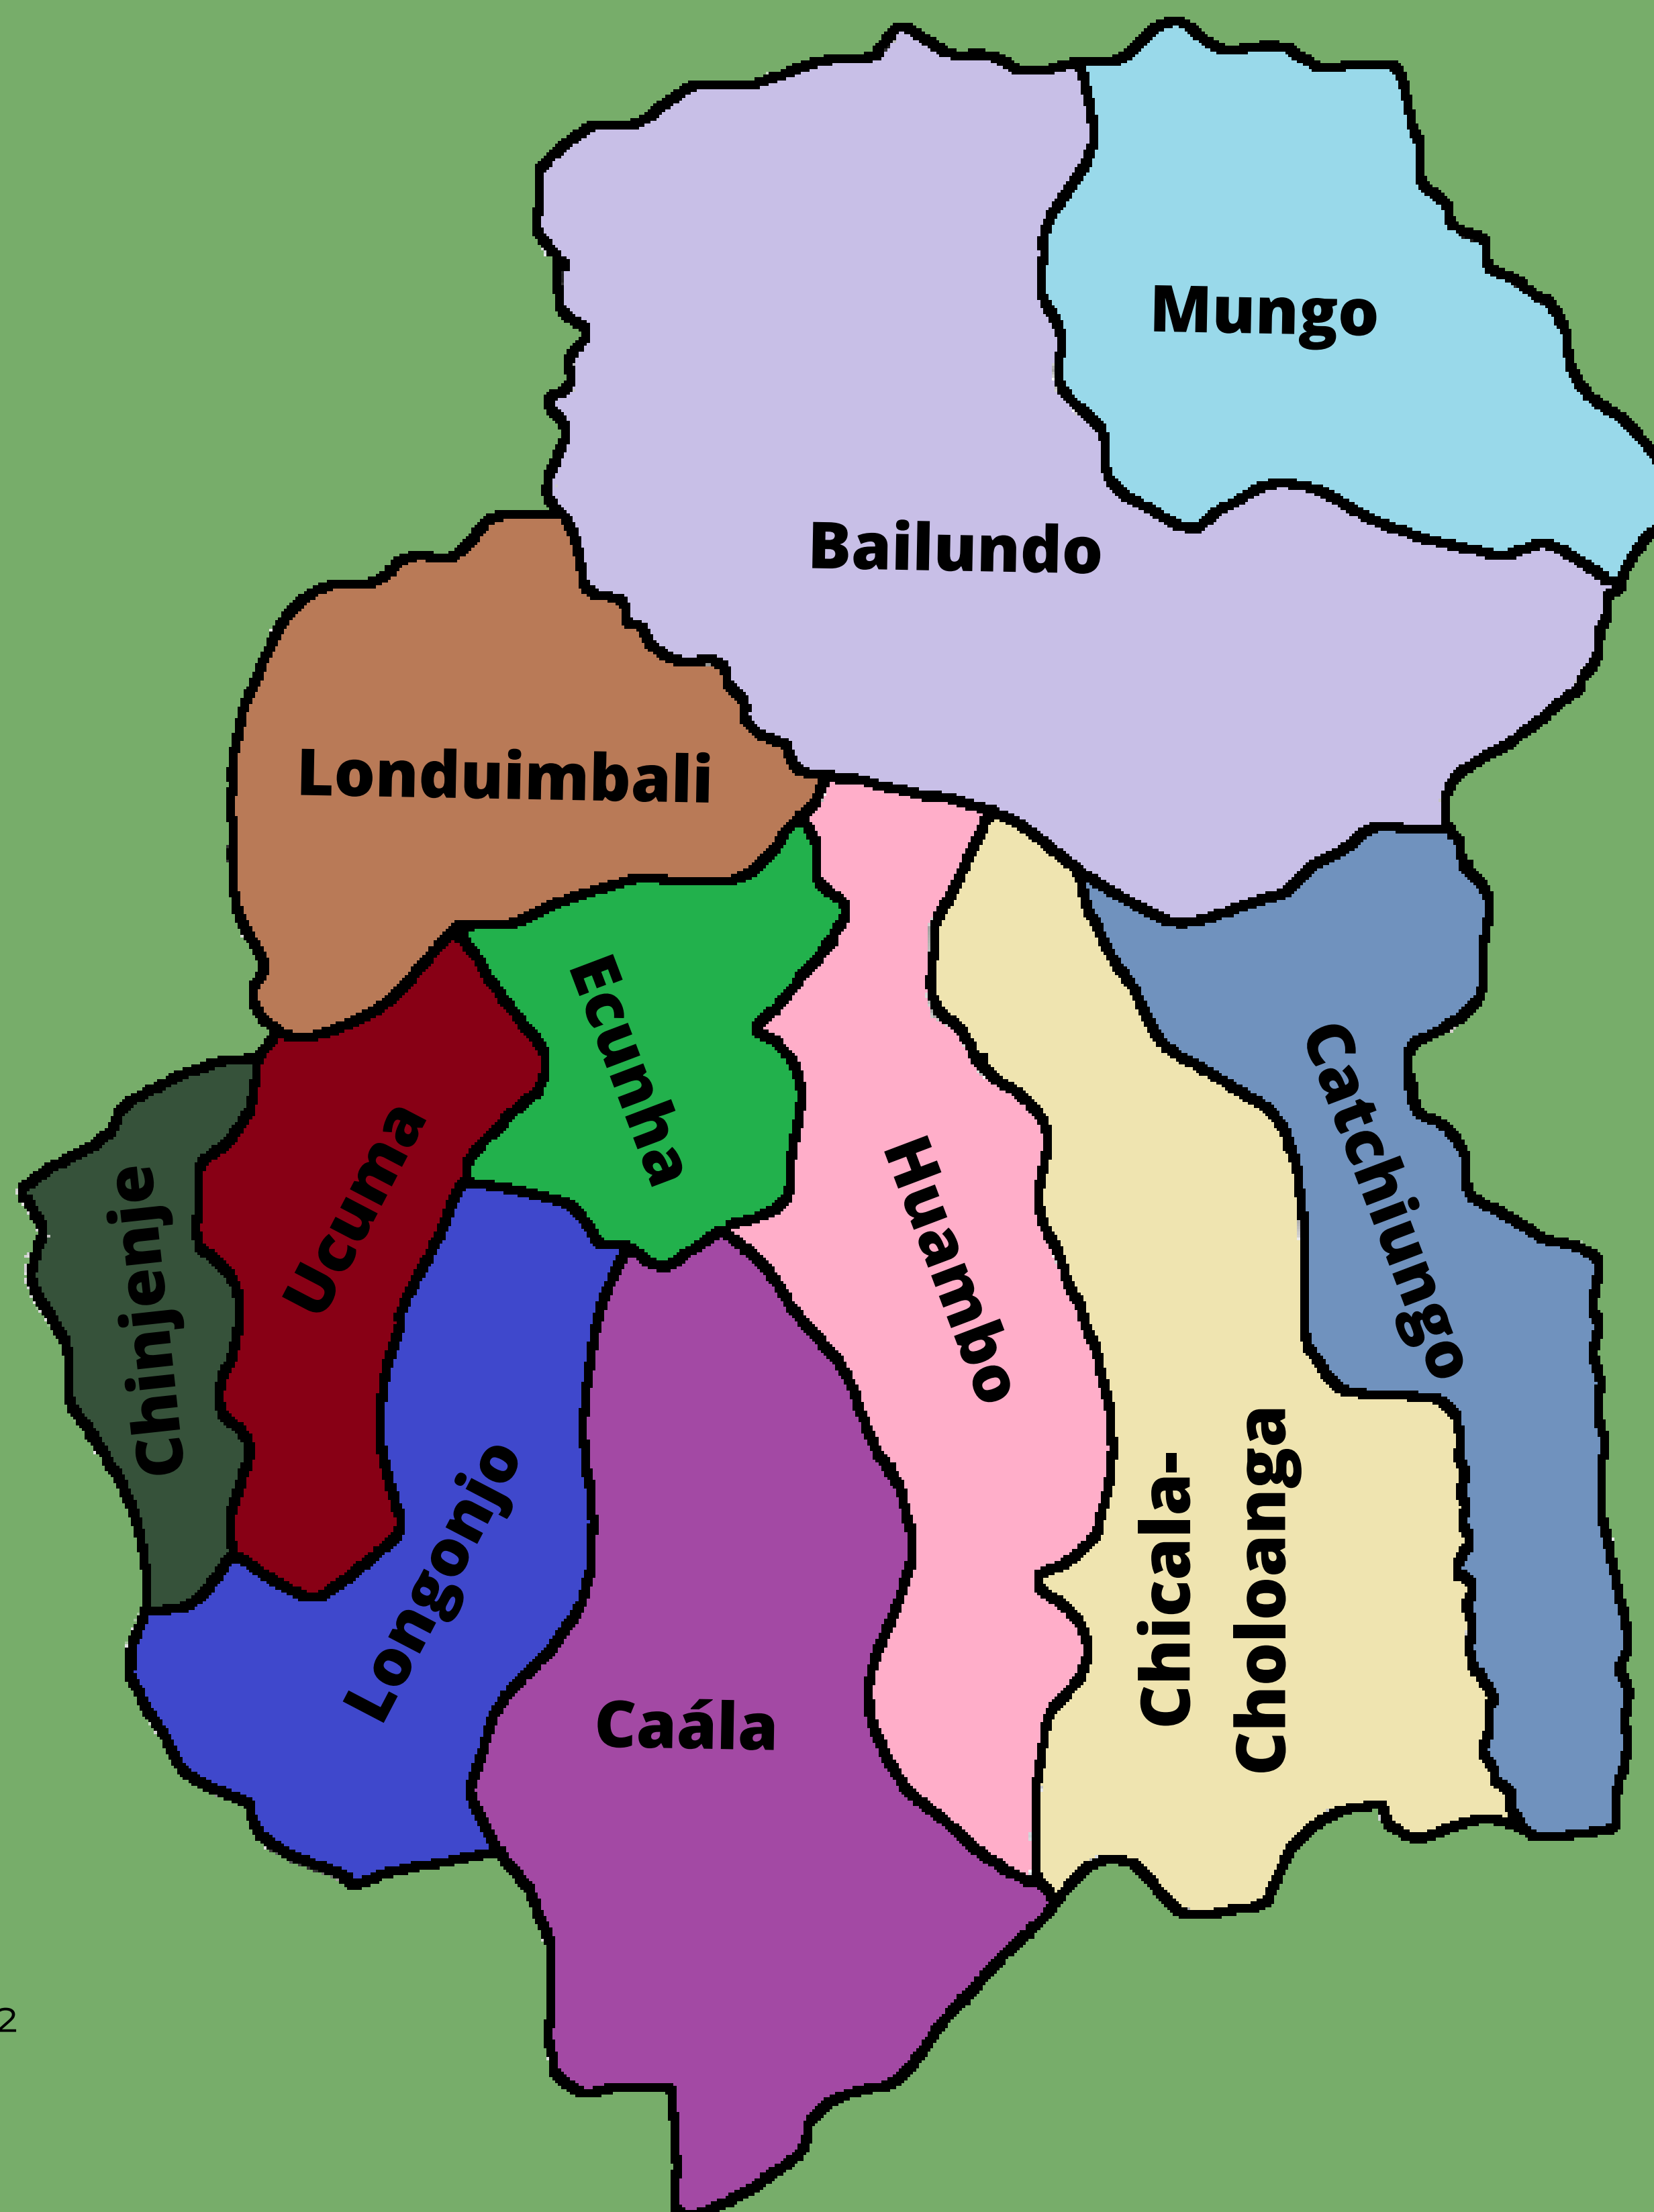 Mungo
Bailundo
Londuimbali
Ecunha
Catchiungo
Ucuma
Huambo
Chinjenje
Longonjo
Chicala-
Choloanga
Caála
2